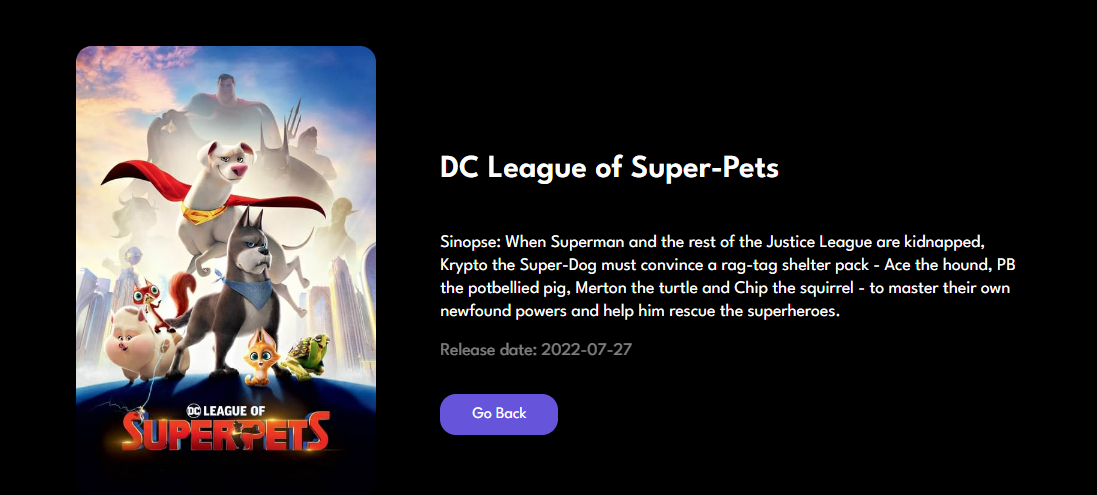 DC League of Super-Pets
Sinopse: When Superman and the rest of the Justice League are kidnapped,
Krypto the Super-Dog must convince a rag-tag shelter pack - Ace the hound, PB
the potbellied pig, Merton the turtle and Chip the squirrel - to master their own
newfound powers and help him rescue the superheroes.
Release date: 2022-07-27
Go Back
DC LEAGUE OF
SUPER-PETS